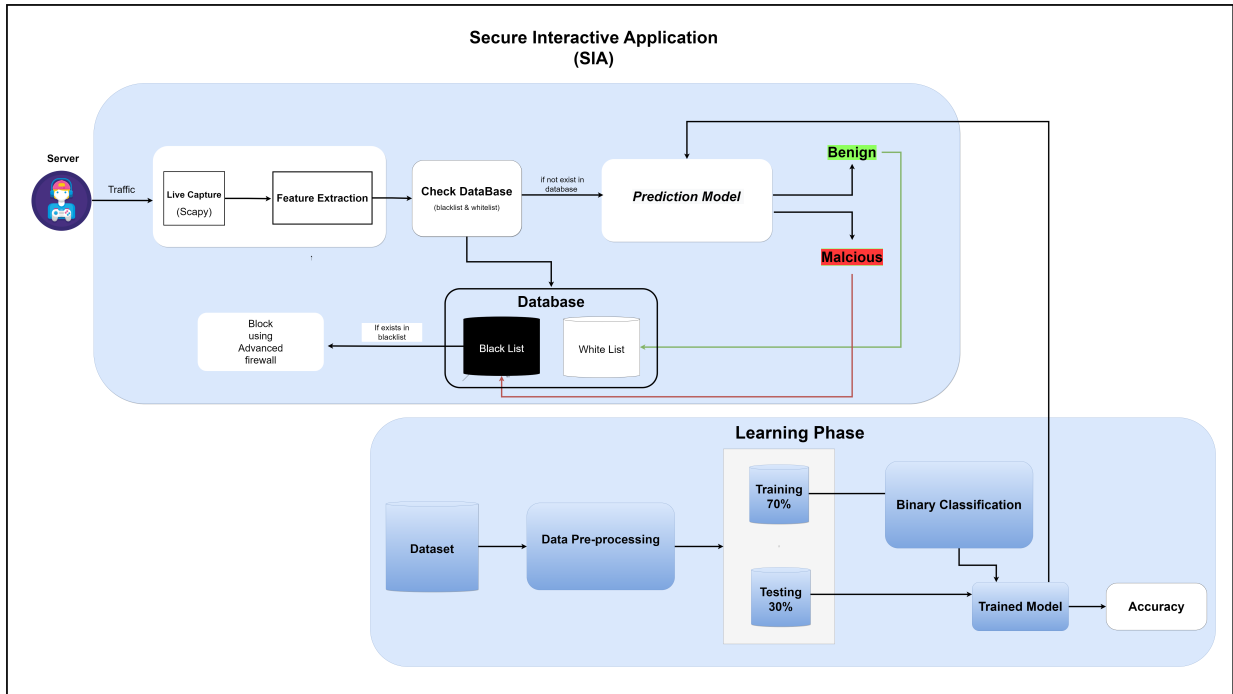 Secure Interactive Application
(SIA)
Server
Traffic
Live Capture
(Scapy)
Feature Extraction
Check DataBase
(blacklist & whitelist)
if not exist in
database
Prediction Model
Benign
Malcious
Database
Black List
White List
If exists in
blacklist
Block
using
Advanced
firewall
Learning Phase
Dataset
Data Pre-processing
Training
70%
Testing
30%
Binary Classification
Trained Model
Accuracy